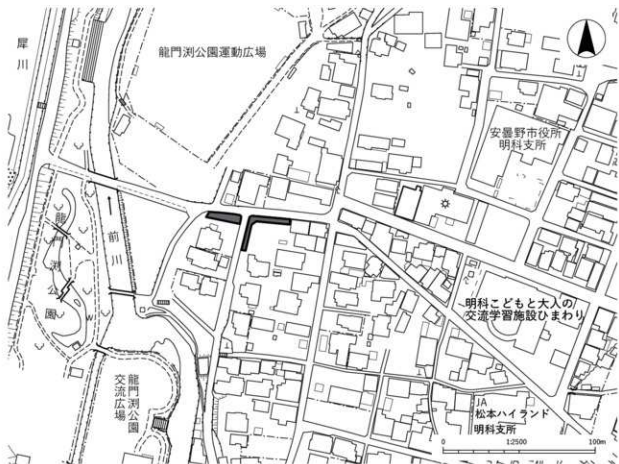 犀川
龍門渕公園運動広場
安曇野市役所
明科支所
前川
龍門渕公園
明科こどもと大人の
交流学習施設ひまわり
龍門渕公園
交流広場
JA
松本ハイランド
明科支所
0 1:2500 100m